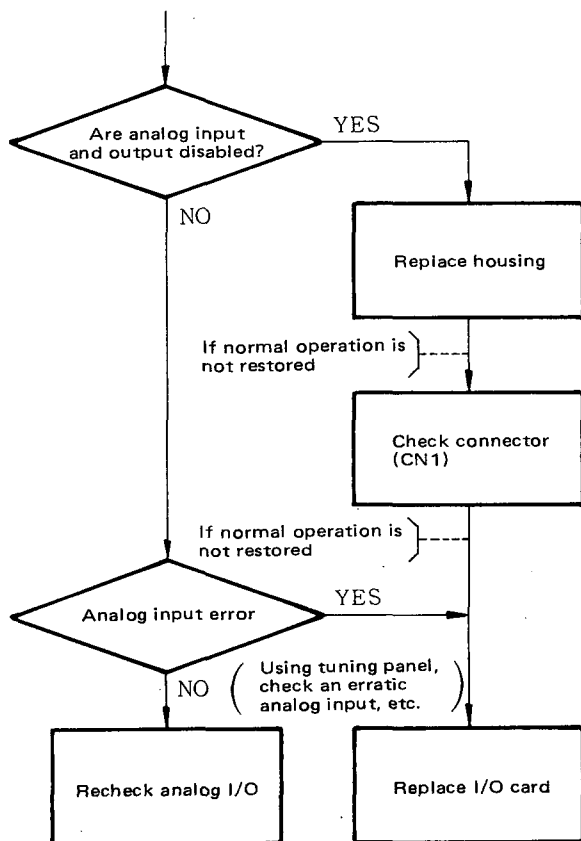 Are analog input
and output disabled?
YES
NO
Replace housing
If normal operation is
not restored
Check connector
(CN1)
If normal operation is
not restored
Analog input error
YES
NO
(Using tuning panel,
check an erratic
analog input, etc.)
Recheck analog I/O
Replace I/O card